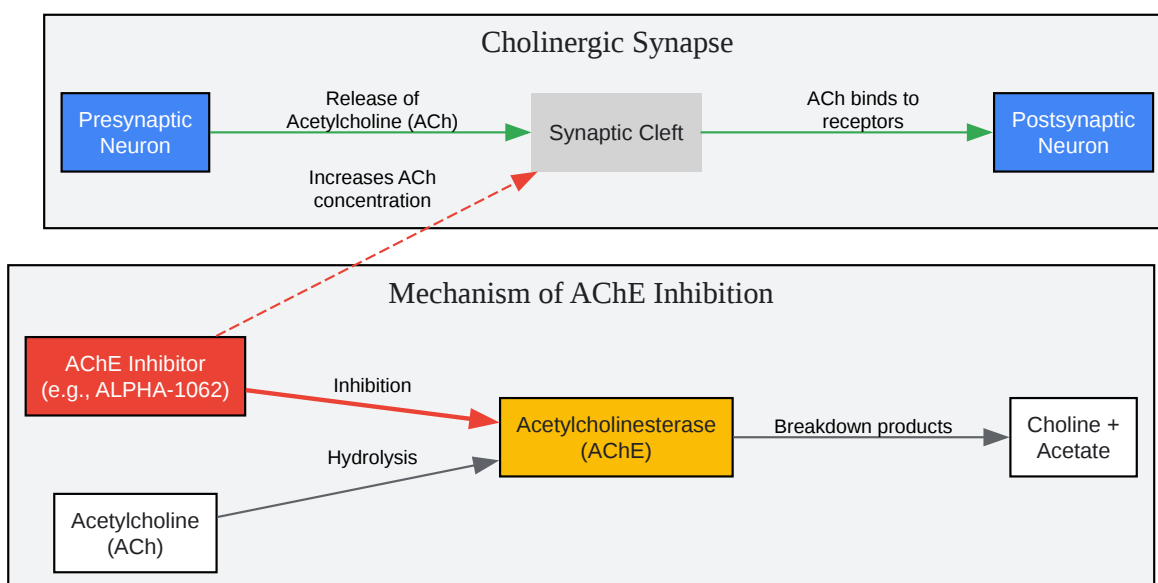 Cholinergic Synapse
Presynaptic
Neuron
Release of
Acetylcholine (ACh)
Synaptic Cleft
ACh binds to
receptors
Postsynaptic
Neuron
Increases ACh
concentration
Mechanism of AChE Inhibition
AChE Inhibitor
(e.g., ALPHA-1062)
Inhibition
Acetylcholinesterase
(AChE)
Breakdown products
Choline +
Acetate
Hydrolysis
Acetylcholine
(ACh)